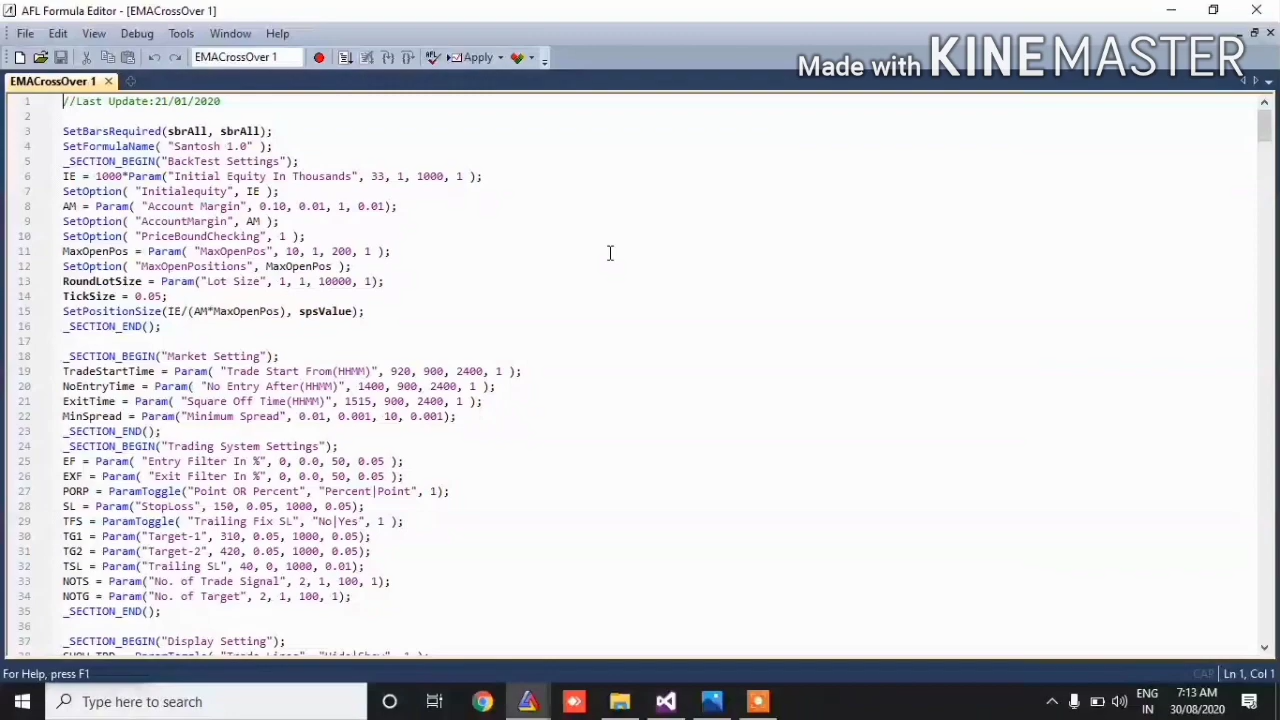 AFL Formula Editor - [EMACrossOver 1]
File Edit View Debug Tools Window Help
EMACrossOver 1
Apply
Made with KINEMASTER
EMACrossOver 1
1 //Last Update:21/01/2020
2
3 SetBarsRequired(sbrAll, sbrAll);
4 SetFormulaName( "Santosh 1.0" );
5 _SECTION_BEGIN("BackTest Settings");
6 IE = 1000*Param("Initial Equity In Thousands", 33, 1, 1000, 1 );
7 SetOption( "Initialequity", IE );
8 AM = Param( "Account Margin", 0.10, 0.01, 1, 0.01);
9 SetOption( "AccountMargin", AM );
10 SetOption( "PriceBoundChecking", 1 );
11 MaxOpenPos = Param( "MaxOpenPos", 10, 1, 200, 1 );
12 SetOption( "MaxOpenPositions", MaxOpenPos );
13 RoundLotSize = Param("Lot Size", 1, 1, 10000, 1);
14 TickSize = 0.05;
15 SetPositionSize(IE/(AM*MaxOpenPos), spsValue);
16 _SECTION_END();
17
18 _SECTION_BEGIN("Market Setting");
19 TradeStartTime = Param( "Trade Start From(HHMM)", 920, 900, 2400, 1 );
20 NoEntryTime = Param( "No Entry After(HHMM)", 1400, 900, 2400, 1 );
21 ExitTime = Param( "Square Off Time(HHMM)", 1515, 900, 2400, 1 );
22 MinSpread = Param("Minimum Spread", 0.01, 0.001, 10, 0.001);
23 _SECTION_END();
24 _SECTION_BEGIN("Trading System Settings");
25 EF = Param( "Entry Filter In %", 0, 0.0, 50, 0.05 );
26 EXF = Param( "Exit Filter In %", 0, 0.0, 50, 0.05 );
27 PORP = ParamToggle("Point OR Percent", "Percent|Point", 1);
28 SL = Param("StopLoss", 150, 0.05, 1000, 0.05);
29 TFS = ParamToggle( "Trailing Fix SL", "No|Yes", 1 );
30 TG1 = Param("Target-1", 310, 0.05, 1000, 0.05);
31 TG2 = Param("Target-2", 420, 0.05, 1000, 0.05);
32 TSL = Param("Trailing SL", 40, 0, 1000, 0.01);
33 NOTS = Param("No. of Trade Signal", 2, 1, 100, 1);
34 NOTG = Param("No. of Target", 2, 1, 100, 1);
35 _SECTION_END();
36
37 _SECTION_BEGIN("Display Setting");
For Help, press F1
CAP
Ln 1, Col 1
Type here to search
ENG
IN
7:13 AM
30/08/2020